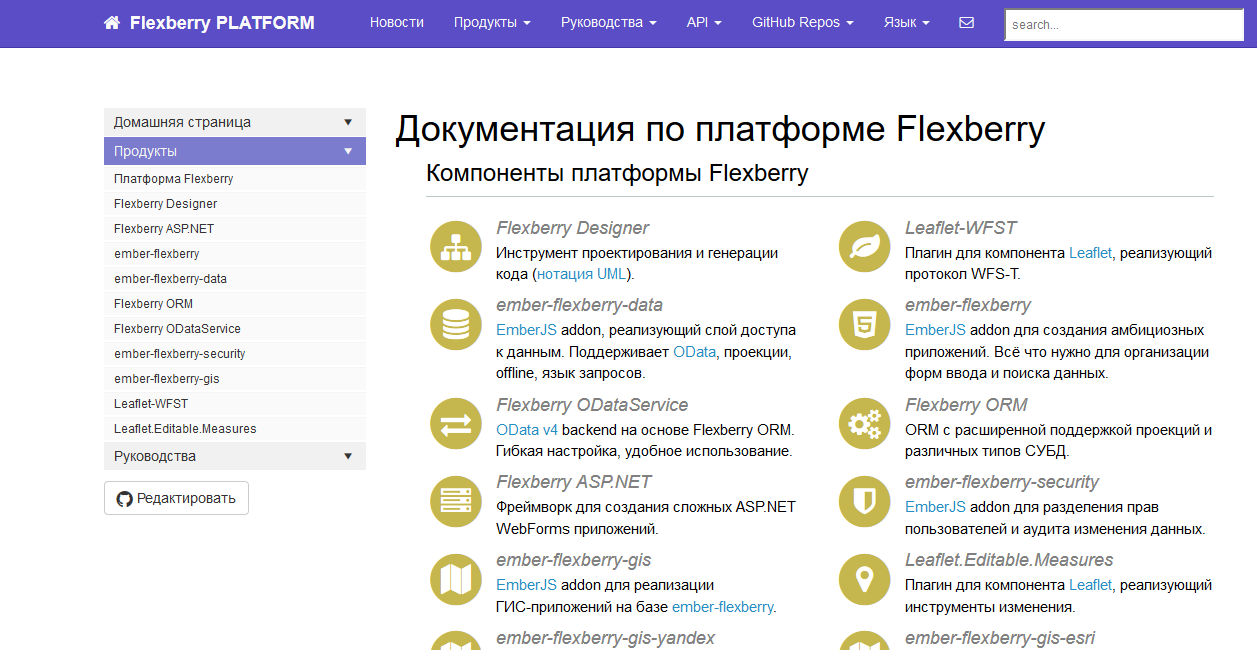 Flexberry PLATFORM
Новости
Продукты
Руководства
API
GitHub Repos
Язык
search...
Домашняя страница
Продукты
Платформа Flexberry
Flexberry Designer
Flexberry ASP.NET
ember-flexberry
ember-flexberry-data
Flexberry ORM
Flexberry ODataService
ember-flexberry-security
ember-flexberry-gis
Leaflet-WFST
Leaflet.Editable.Measures
Руководства
Редактировать
Документация по платформе Flexberry
Компоненты платформы Flexberry
Flexberry Designer
Инструмент проектирования и генерации
кода (нотация UML).
Leaflet-WFST
Плагин для компонента Leaflet, реализующий
протокол WFS-T.
ember-flexberry-data
EmberJS addon, реализующий слой доступа
к данным. Поддерживает OData, проекции,
offline, язык запросов.
ember-flexberry
EmberJS addon для создания амбициозных
приложений. Всё что нужно для организации
форм ввода и поиска данных.
Flexberry ODataService
OData v4 backend на основе Flexberry ORM.
Гибкая настройка, удобное использование.
Flexberry ORM
ORM с расширенной поддержкой проекций и
различных типов СУБД.
Flexberry ASP.NET
Фреймворк для создания сложных ASP.NET
WebForms приложений.
ember-flexberry-security
EmberJS addon для разделения прав
пользователей и аудита изменения данных.
ember-flexberry-gis
EmberJS addon для реализации
ГИС-приложений на базе ember-flexberry.
Leaflet.Editable.Measures
Плагин для компонента Leaflet, реализующий
инструменты изменения.
ember-flexberry-gis-yandex
ember-flexberry-gis-esri